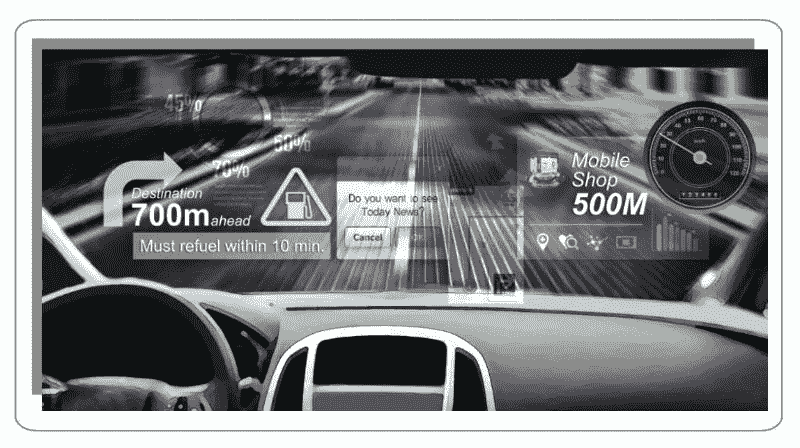 45%
60%
70%
Destination
700m ahead
Must refuel within 10 min.
Do you want to see
Today News?
Cancel
Mobile
Shop
500M